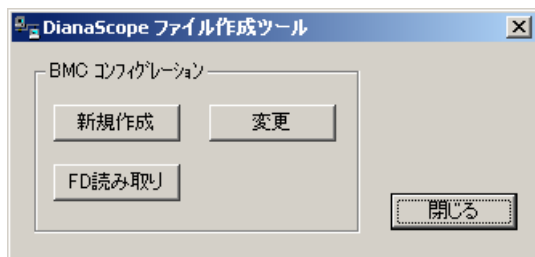 DianaScope ファイル作成ツール
BMC コンフィグレーション
新規作成
変更
FD読み取り
閉じる